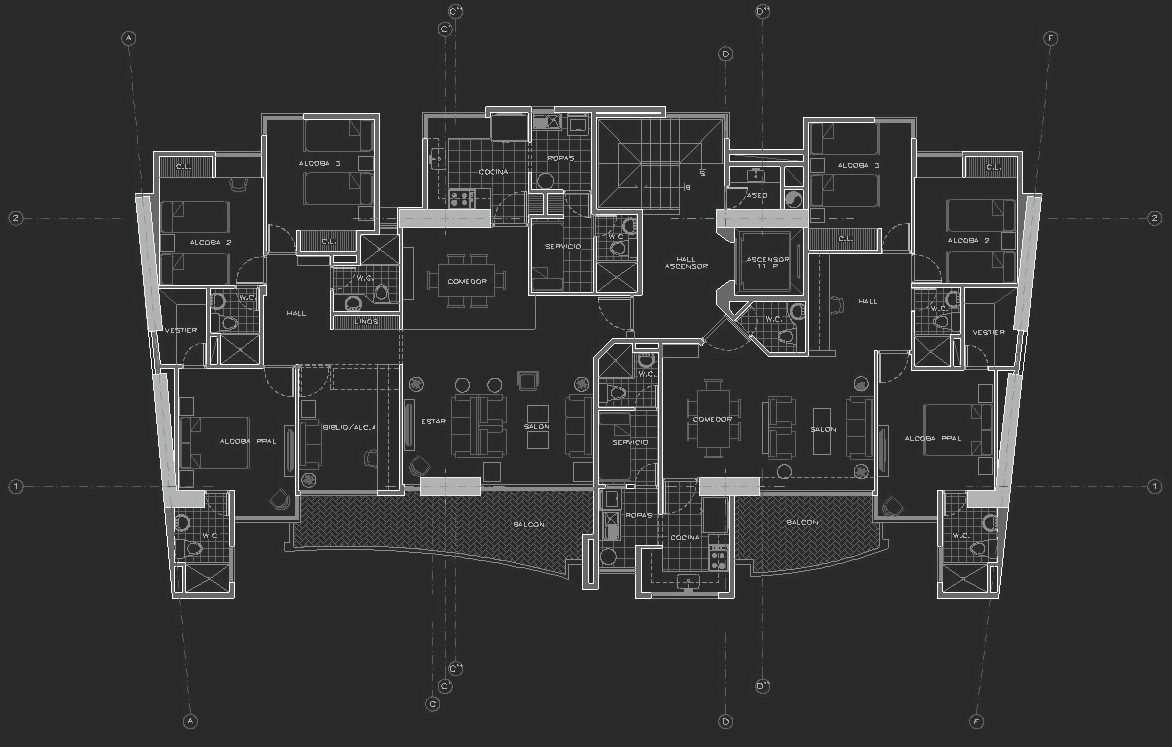 C''
D''
C'
A
F
D
ALCOBA 3
COCINA
ROPAS
ALCOBA 3
C.L.
C.L.
ASEO
S
B
2
2
ALCOBA 2
C.L.
SERVICIO
W.C.
C.L.
ALCOBA 2
HALL
ASCENSOR
ASCENSOR
11 P
W.C.
COMEDOR
W.C.
HALL
HALL
W.C.
VESTIER
LINOS
W.C.
VESTIER
W.C.
ESTAR
SALON
COMEDOR
SALON
BIBLIO/ALC.4
ALCOBA PPAL
SERVICIO
ALCOBA PPAL
1
1
ROPAS
BALCON
BALCON
W.C.
COCINA
W.C.
C''
C'
D''
C
A
D
F